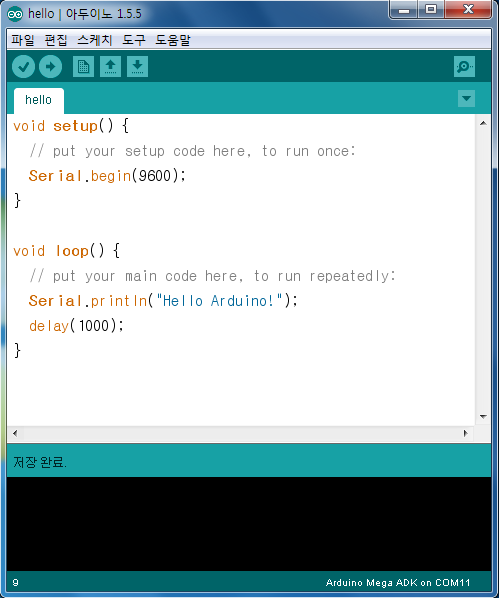 hello | 아두이노 1.5.5
파일 편집 스케치 도구 도움말
hello
void setup() {
  // put your setup code here, to run once:
  Serial.begin(9600);
}
void loop() {
  // put your main code here, to run repeatedly:
  Serial.println("Hello Arduino!");
  delay(1000);
}
저장 완료.
9 Arduino Mega ADK on COM11